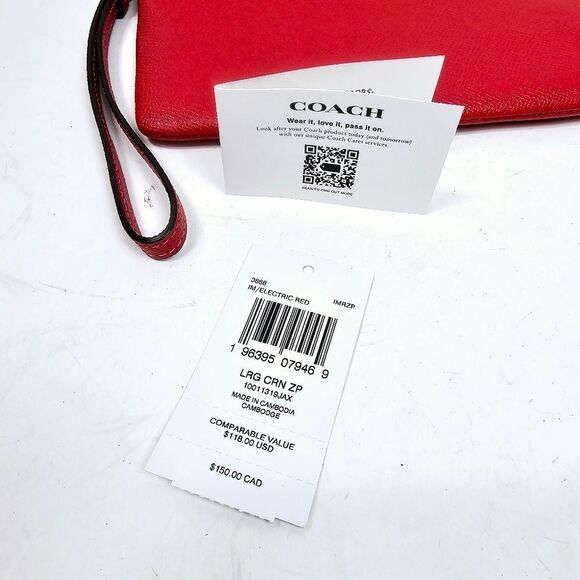 COACH
Wear it, love it, pass it on.
Look after your Coach product today (and tomorrow)
with our unique Coach Cares services.
SCAN TO FIND OUT MORE
3888
IM/ELECTRIC RED IMRZP
1 96395 07946 9
LRG CRN ZP
10011319JAX
MADE IN CAMBODIA
CAMBODGE
COMPARABLE VALUE
$118.00 USD
$150.00 CAD